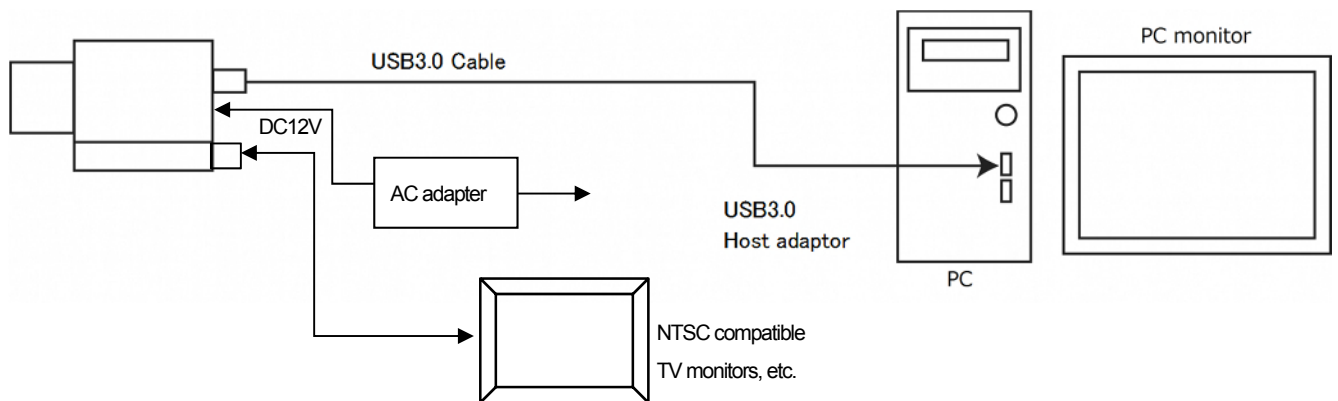 PC monitor
USB3.0 Cable
DC12V
AC adapter
USB3.0
Host adaptor
PC
NTSC compatible
TV monitors, etc.